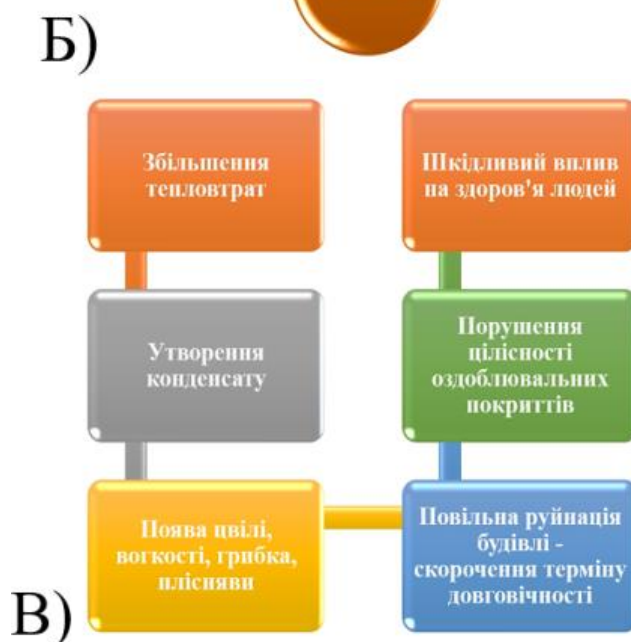 Б)
Збільшення
тепловтрат
Утворення
конденсату
Поява цвілі,
вогкості, грибка,
плісняви
Повільна руйнація
будівлі -
скорочення терміну
довговічності
Порушення
цілісності
оздоблювальних
покриттів
Шкідливий вплив
на здоров'я людей
В)